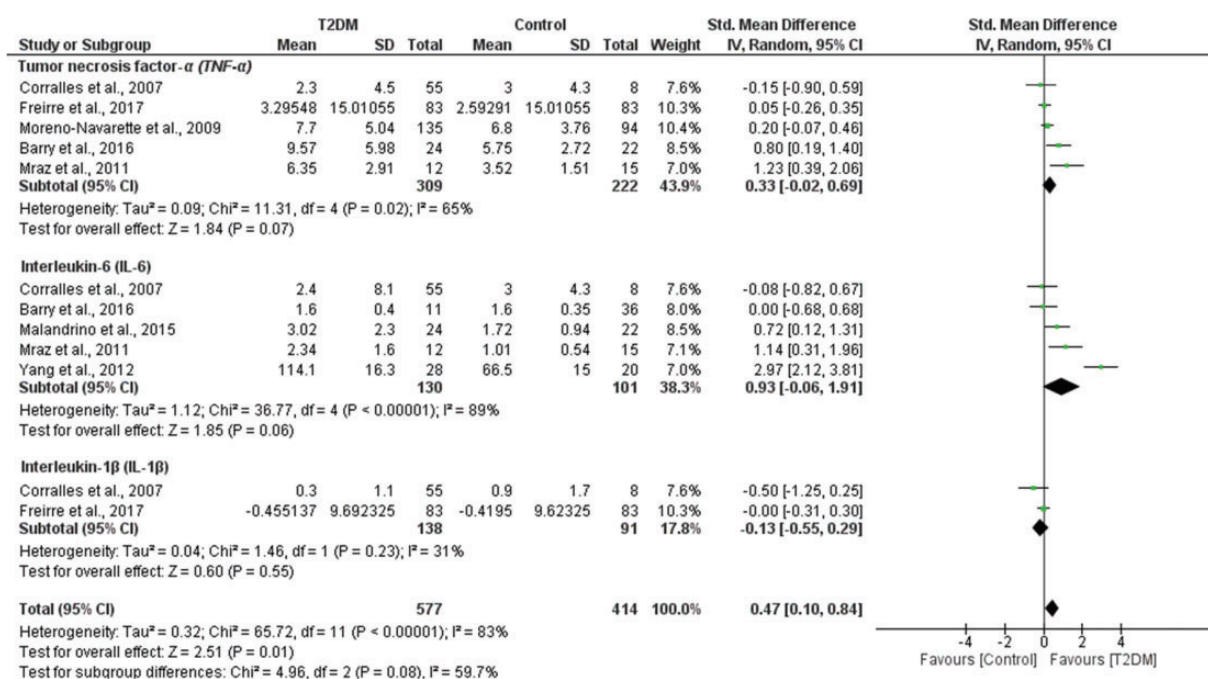 T2DM Control Std. Mean Difference Std. Mean Difference
Study or Subgroup Mean SD Total Mean SD Total Weight IV, Random, 95% CI IV, Random, 95% CI
Tumor necrosis factor-α (TNF-α)
Corralles et al., 2007 2.3 4.5 55 3 4.3 8 7.6% -0.15 [-0.90, 0.59]
Freirre et al., 2017 3.29548 15.01055 83 2.59291 15.01055 83 10.3% 0.05 [-0.26, 0.35]
Moreno-Navarette et al., 2009 7.7 5.04 135 6.8 3.76 94 10.4% 0.20 [-0.07, 0.46]
Barry et al., 2016 9.57 5.98 24 5.75 2.72 22 8.5% 0.80 [0.19, 1.40]
Mraz et al., 2011 6.35 2.91 12 3.52 1.51 15 7.0% 1.23 [0.39, 2.06]
Subtotal (95% CI) 309 222 43.9% 0.33 [-0.02, 0.69]
Heterogeneity: Tau² = 0.09; Chi² = 11.31, df = 4 (P = 0.02); I² = 65%
Test for overall effect: Z = 1.84 (P = 0.07)
Interleukin-6 (IL-6)
Corralles et al., 2007 2.4 8.1 55 3 4.3 8 7.6% -0.08 [-0.82, 0.67]
Barry et al., 2016 1.6 0.4 11 1.6 0.35 36 8.0% 0.00 [-0.68, 0.68]
Malandrino et al., 2015 3.02 2.3 24 1.72 0.94 22 8.5% 0.72 [0.12, 1.31]
Mraz et al., 2011 2.34 1.6 12 1.01 0.54 15 7.1% 1.14 [0.31, 1.96]
Yang et al., 2012 114.1 16.3 28 66.5 15 20 7.0% 2.97 [2.12, 3.81]
Subtotal (95% CI) 130 101 38.3% 0.93 [-0.06, 1.91]
Heterogeneity: Tau² = 1.12; Chi² = 36.77, df = 4 (P < 0.00001); I² = 89%
Test for overall effect: Z = 1.85 (P = 0.06)
Interleukin-1β (IL-1β)
Corralles et al., 2007 0.3 1.1 55 0.9 1.7 8 7.6% -0.50 [-1.25, 0.25]
Freirre et al., 2017 -0.455137 9.692325 83 -0.4195 9.62325 83 10.3% -0.00 [-0.31, 0.30]
Subtotal (95% CI) 138 91 17.8% -0.13 [-0.55, 0.29]
Heterogeneity: Tau² = 0.04; Chi² = 1.46, df = 1 (P = 0.23); I² = 31%
Test for overall effect: Z = 0.60 (P = 0.55)
Total (95% CI) 577 414 100.0% 0.47 [0.10, 0.84]
Heterogeneity: Tau² = 0.32; Chi² = 65.72, df = 11 (P < 0.00001); I² = 83%
Test for overall effect: Z = 2.51 (P = 0.01)
Test for subgroup differences: Chi² = 4.96, df = 2 (P = 0.08), I² = 59.7%
-4 -2 0 2 4
Favours [Control] Favours [T2DM]